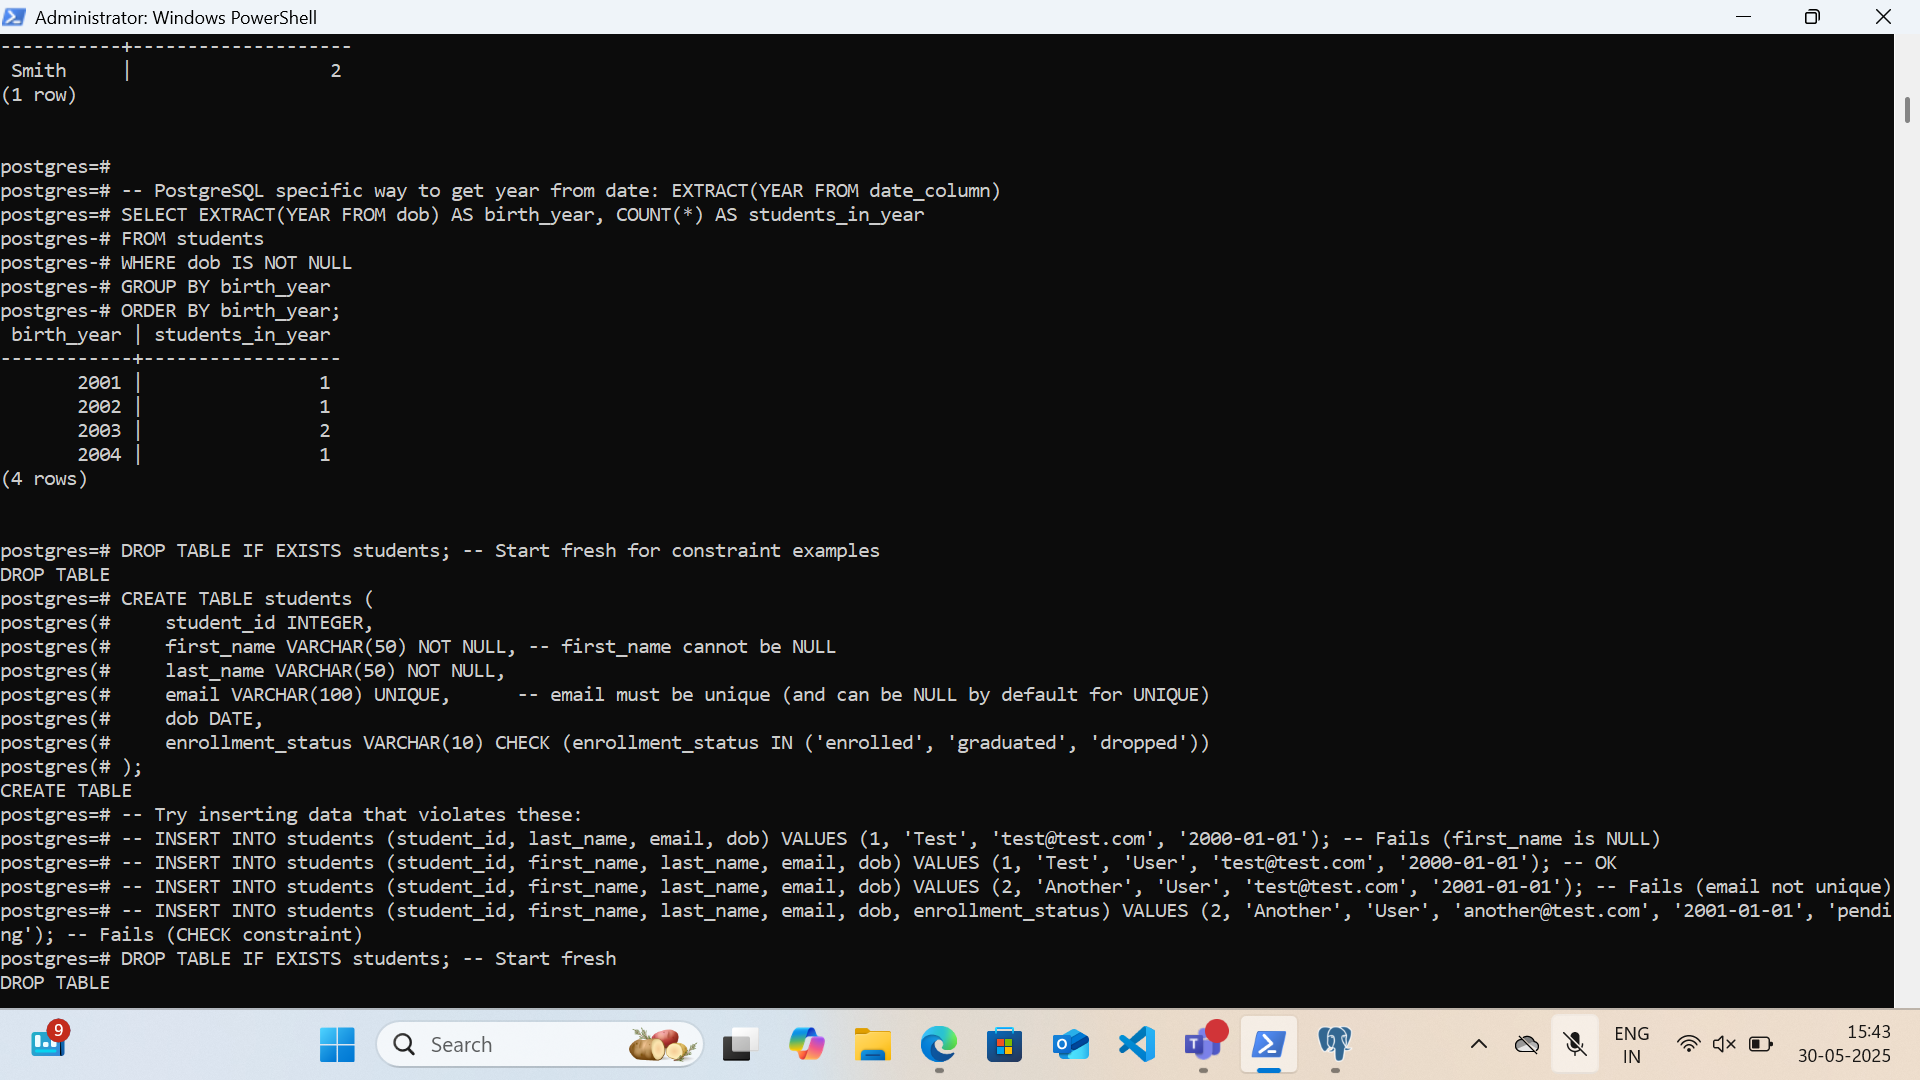 Administrator: Windows PowerShell
-----------+--------------------
 Smith     |                  2
(1 row)
postgres=#
postgres=# -- PostgreSQL specific way to get year from date: EXTRACT(YEAR FROM date_column)
postgres=# SELECT EXTRACT(YEAR FROM dob) AS birth_year, COUNT(*) AS students_in_year
postgres-# FROM students
postgres-# WHERE dob IS NOT NULL
postgres-# GROUP BY birth_year
postgres-# ORDER BY birth_year;
 birth_year | students_in_year
------------+------------------
       2001 |                1
       2002 |                1
       2003 |                2
       2004 |                1
(4 rows)
postgres=# DROP TABLE IF EXISTS students; -- Start fresh for constraint examples
DROP TABLE
postgres=# CREATE TABLE students (
postgres(#     student_id INTEGER,
postgres(#     first_name VARCHAR(50) NOT NULL, -- first_name cannot be NULL
postgres(#     last_name VARCHAR(50) NOT NULL,
postgres(#     email VARCHAR(100) UNIQUE,      -- email must be unique (and can be NULL by default for UNIQUE)
postgres(#     dob DATE,
postgres(#     enrollment_status VARCHAR(10) CHECK (enrollment_status IN ('enrolled', 'graduated', 'dropped'))
postgres(# );
CREATE TABLE
postgres=# -- Try inserting data that violates these:
postgres=# -- INSERT INTO students (student_id, last_name, email, dob) VALUES (1, 'Test', 'test@test.com', '2000-01-01'); -- Fails (first_name is NULL)
postgres=# -- INSERT INTO students (student_id, first_name, last_name, email, dob) VALUES (1, 'Test', 'User', 'test@test.com', '2000-01-01'); -- OK
postgres=# -- INSERT INTO students (student_id, first_name, last_name, email, dob) VALUES (2, 'Another', 'User', 'test@test.com', '2001-01-01'); -- Fails (email not unique)
postgres=# -- INSERT INTO students (student_id, first_name, last_name, email, dob, enrollment_status) VALUES (2, 'Another', 'User', 'another@test.com', '2001-01-01', 'pendi
ng'); -- Fails (CHECK constraint)
postgres=# DROP TABLE IF EXISTS students; -- Start fresh
DROP TABLE
9
Search
ENG
IN
15:43
30-05-2025